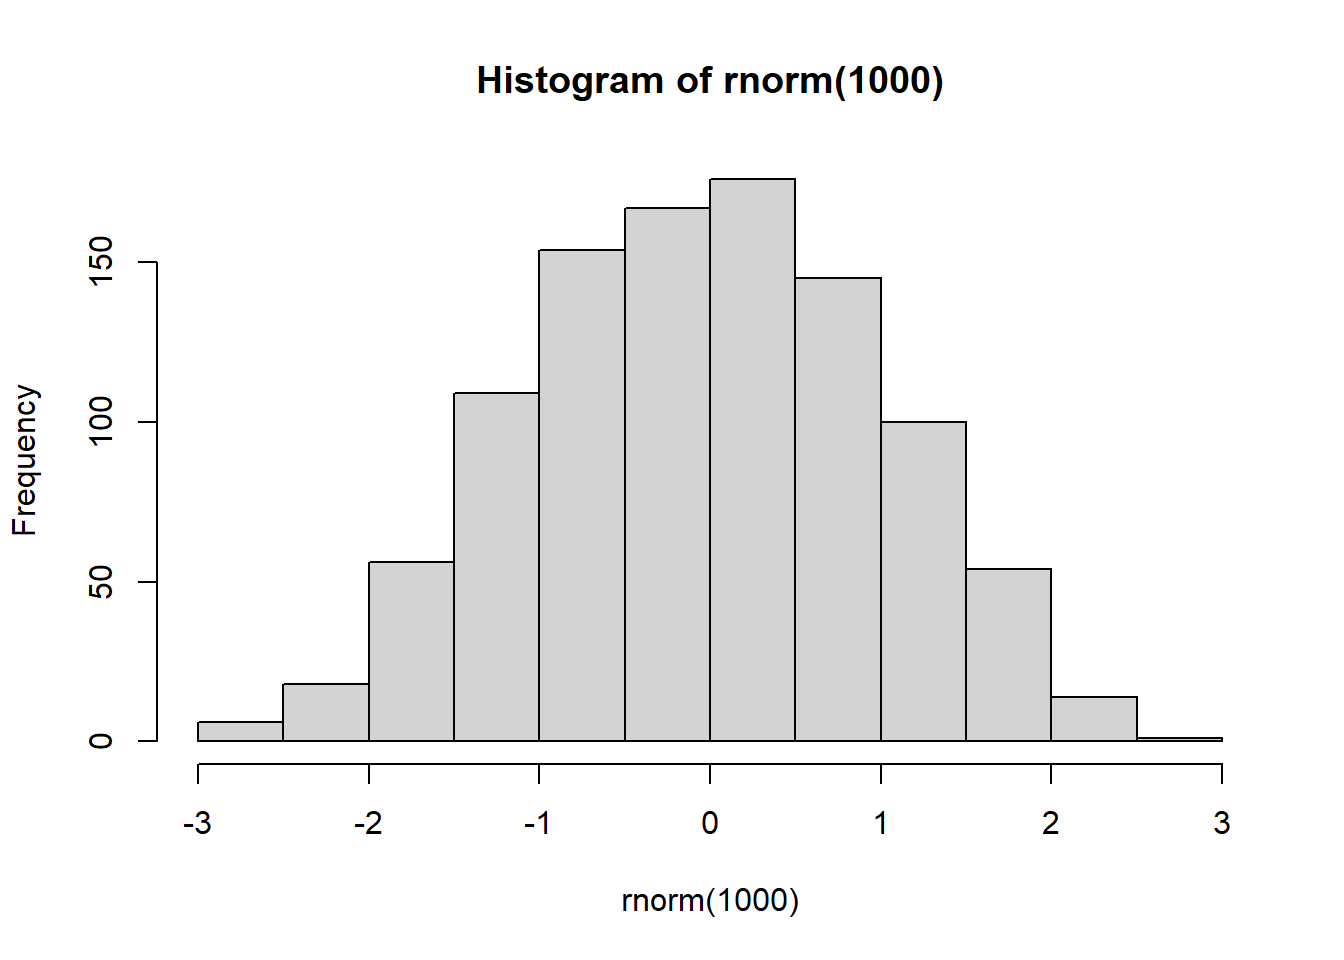 Histogram of rnorm(1000)
Frequency
150
100
50
0
-3 -2 -1 0 1 2 3
rnorm(1000)